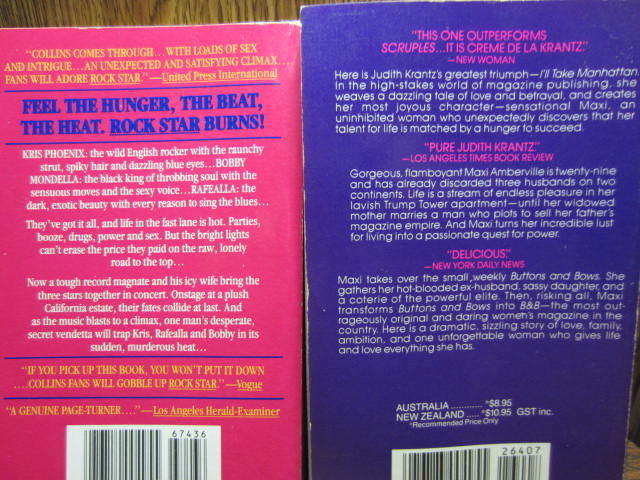 "COLLINS COMES THROUGH...WITH LOADS OF SEX
AND INTRIGUE...AN UNEXPECTED AND SATISFYING CLIMAX....
FANS WILL ADORE ROCK STAR."—United Press International
FEEL THE HUNGER, THE BEAT,
THE HEAT. ROCK STAR BURNS!
KRIS PHOENIX: the wild English rocker with the raunchy
strut, spiky hair and dazzling blue eyes...BOBBY
MONDELLA: the black king of throbbing soul with the
sensuous moves and the sexy voice...RAFEALLA: the
dark, exotic beauty with every reason to sing the blues...
They've got it all, and life in the fast lane is hot. Parties,
booze, drugs, power and sex. But the bright lights
can't erase the price they paid on the raw, lonely
road to the top...
Now a tough record magnate and his icy wife bring the
three stars together in concert. Onstage at a plush
California estate, their fates collide at last. And
as the music blasts to a climax, one man's desperate,
secret vendetta will trap Kris, Rafealla and Bobby in its
sudden, murderous heat...
"IF YOU PICK UP THIS BOOK, YOU WON'T PUT IT DOWN
....COLLINS FANS WILL GOBBLE UP ROCK STAR."—Vogue
"A GENUINE PAGE-TURNER...."—Los Angeles Herald-Examiner
67436
"THIS ONE OUTPERFORMS
SCRUPLES...IT IS CREME DE LA KRANTZ."
—NEW WOMAN
Here is Judith Krantz's greatest triumph—I'll Take Manhattan.
In the high-stakes world of magazine publishing, she
weaves a dazzling tale of love and betrayal, and creates
her most joyous character—sensational Maxi, an
uninhibited woman who unexpectedly discovers that her
talent for life is matched by a hunger to succeed.
"PURE JUDITH KRANTZ."
—LOS ANGELES TIMES BOOK REVIEW
Gorgeous, flamboyant Maxi Amberville is twenty-nine
and has already discarded three husbands on two
continents. Life is a stream of endless pleasure in her
lavish Trump Tower apartment—until her widowed
mother marries a man who plots to sell her father's
magazine empire. And Maxi turns her incredible lust
for living into a passionate quest for power.
"DELICIOUS."
—NEW YORK DAILY NEWS
Maxi takes over the small weekly Buttons and Bows. She
gathers her hot-blooded ex-husband, sassy daughter, and
a coterie of the powerful elite. Then, risking all, Maxi
transforms Buttons and Bows into B&B—the most out-
rageously original and daring women's magazine in the
country. Here is a dramatic, sizzling story of love, family,
ambition, and one unforgettable woman who gives life
and love everything she has.
AUSTRALIA ............ *$8.95
NEW ZEALAND ..... *$10.95 GST inc.
*Recommended Price Only
26407